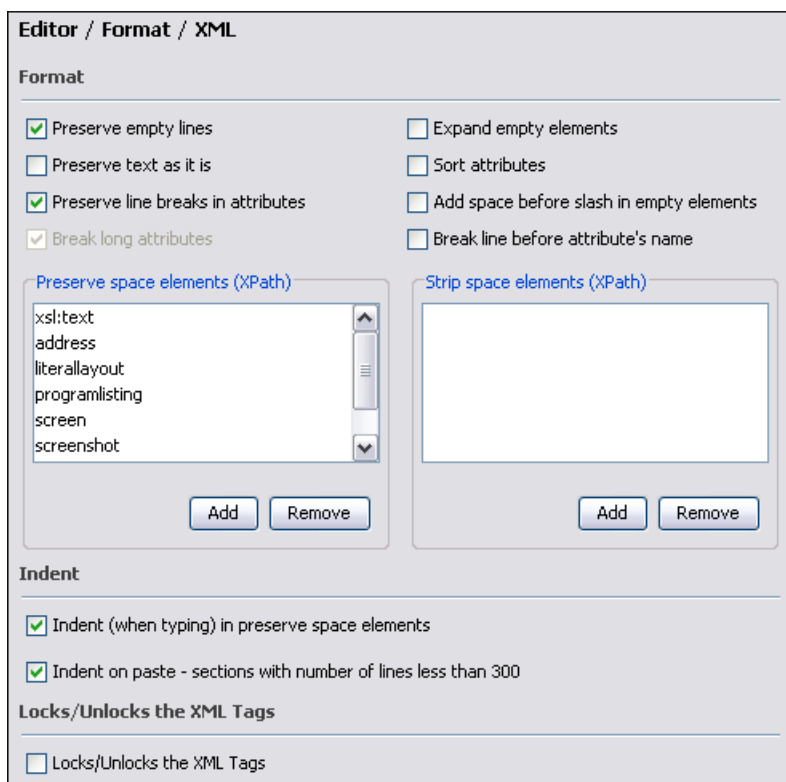 Editor / Format / XML
Format
Preserve empty lines
Expand empty elements
Preserve text as it is
Sort attributes
Preserve line breaks in attributes
Add space before slash in empty elements
Break long attributes
Break line before attribute's name
Preserve space elements (XPath)
Strip space elements (XPath)
xsl:text
address
literallayout
programlisting
screen
screenshot
Add
Remove
Add
Remove
Indent
Indent (when typing) in preserve space elements
Indent on paste - sections with number of lines less than 300
Locks/Unlocks the XML Tags
Locks/Unlocks the XML Tags